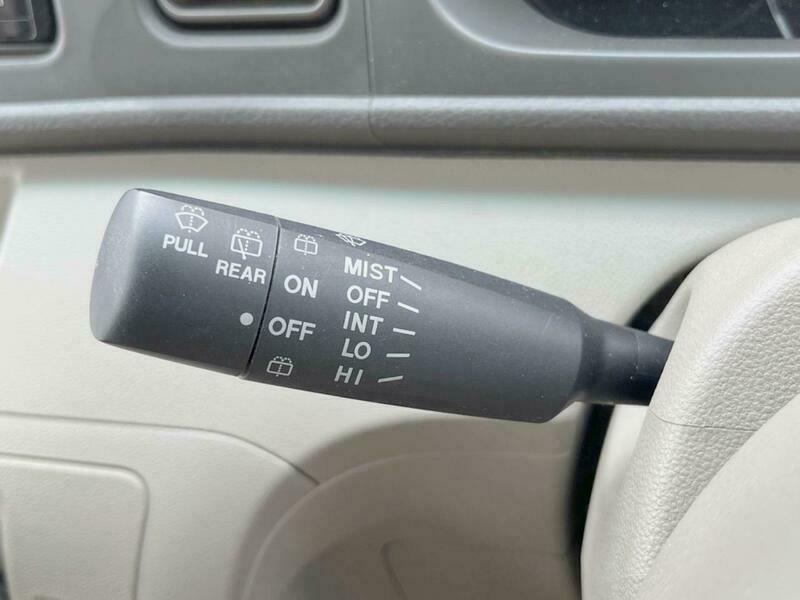 PULL
REAR
ON
OFF
MIST
OFF
INT
LO
HI